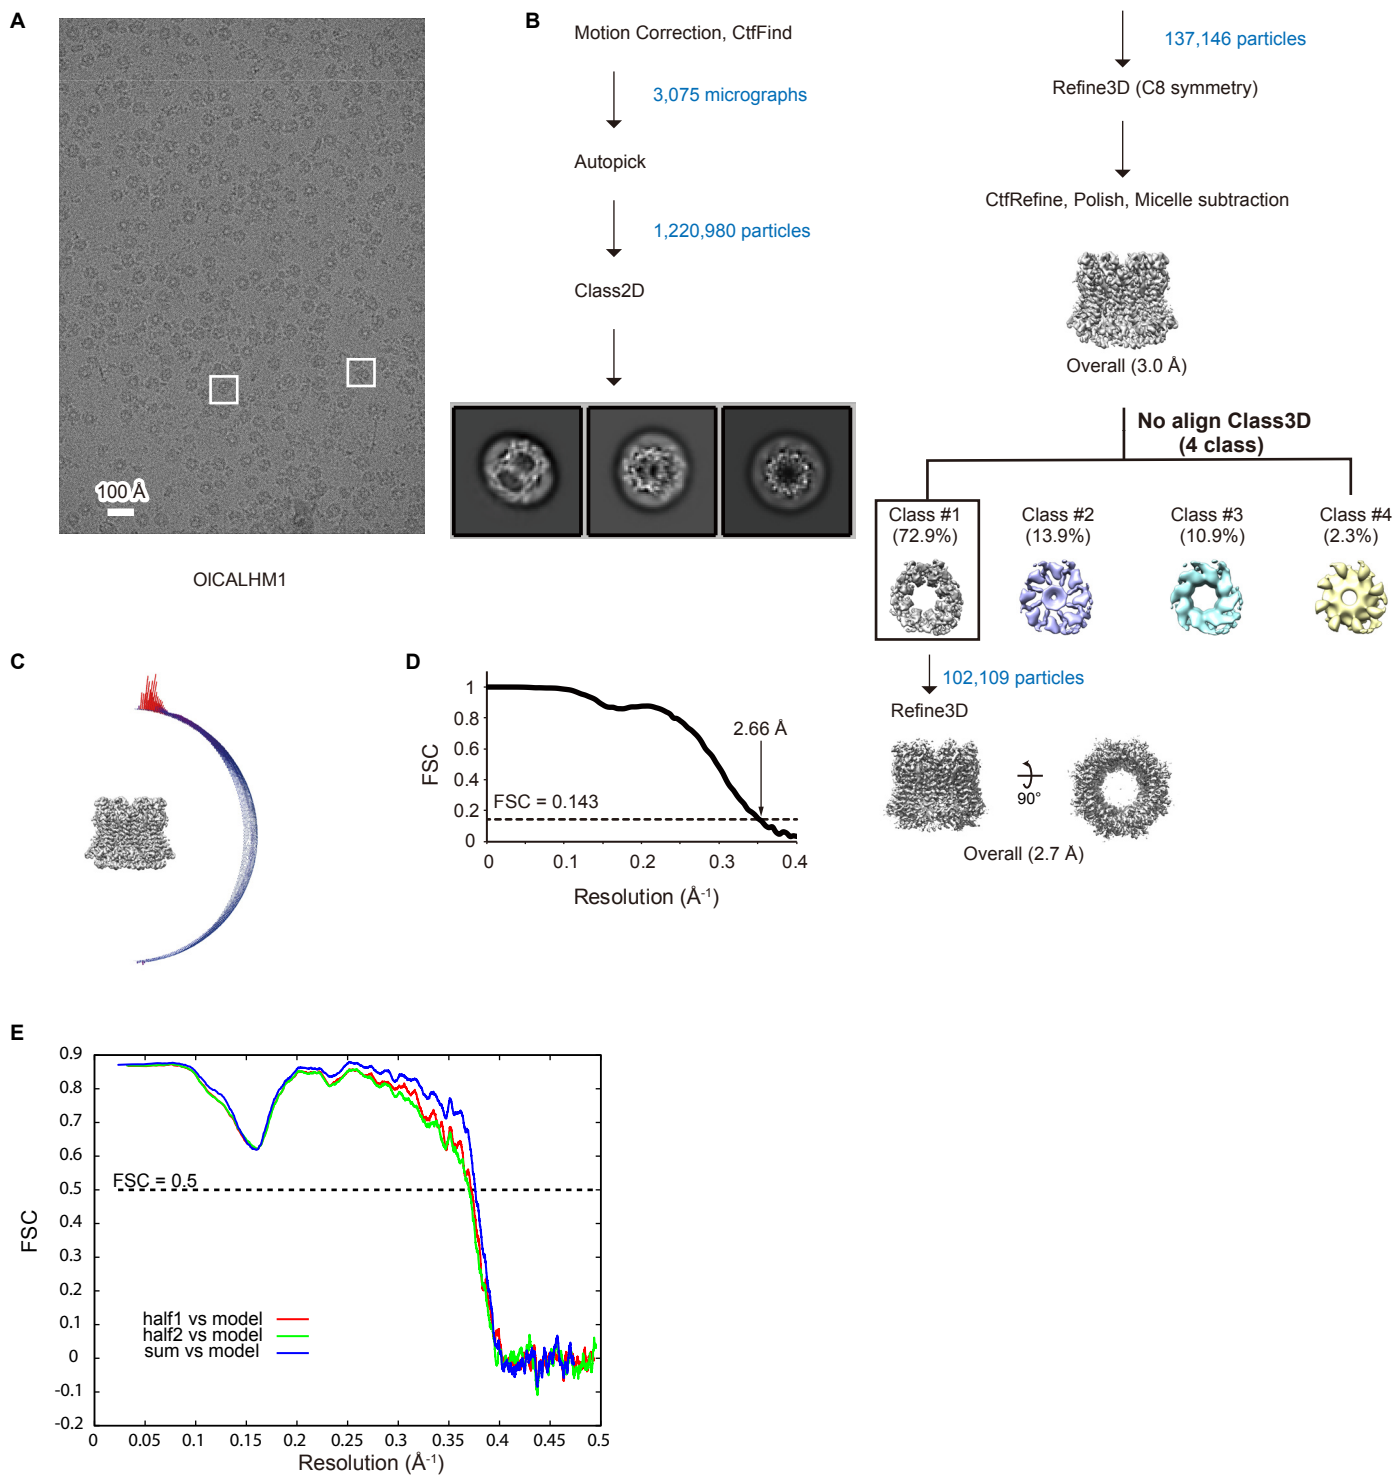 A
100 Å
OlCALHM1
B
Motion Correction, CtfFind
3,075 micrographs
Autopick
1,220,980 particles
Class2D
137,146 particles
Refine3D (C8 symmetry)
CtfRefine, Polish, Micelle subtraction
Overall (3.0 Å)
No align Class3D
(4 class)
Class #1
(72.9%)
Class #2
(13.9%)
Class #3
(10.9%)
Class #4
(2.3%)
102,109 particles
Refine3D
90°
Overall (2.7 Å)
C
D
1
0.8
0.6
0.4
0.2
0
FSC
2.66 Å
FSC = 0.143
0 0.1 0.2 0.3 0.4
Resolution (Å-1)
E
0.9
0.8
0.7
0.6
0.5
0.4
0.3
0.2
0.1
0
-0.1
-0.2
FSC
FSC = 0.5
half1 vs model
half2 vs model
sum vs model
0 0.05 0.1 0.15 0.2 0.25 0.3 0.35 0.4 0.45 0.5
Resolution (Å-1)